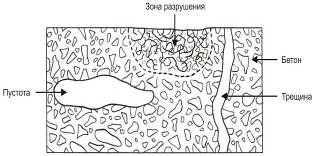 Зона разрушения
Бетон
Пустота
Трещина